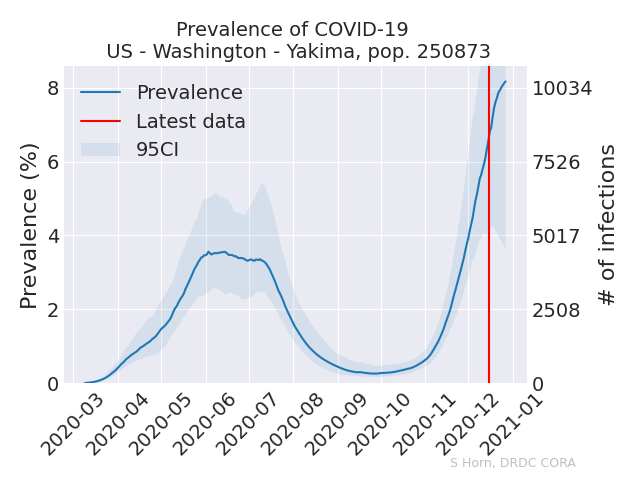 Prevalence of COVID-19
US - Washington - Yakima, pop. 250873
Prevalence
Latest data
95CI
Prevalence (%)
8
6
4
2
0
10034
7526
5017
2508
0
# of infections
2020-03
2020-04
2020-05
2020-06
2020-07
2020-08
2020-09
2020-10
2020-11
2020-12
2021-01
S Horn, DRDC CORA